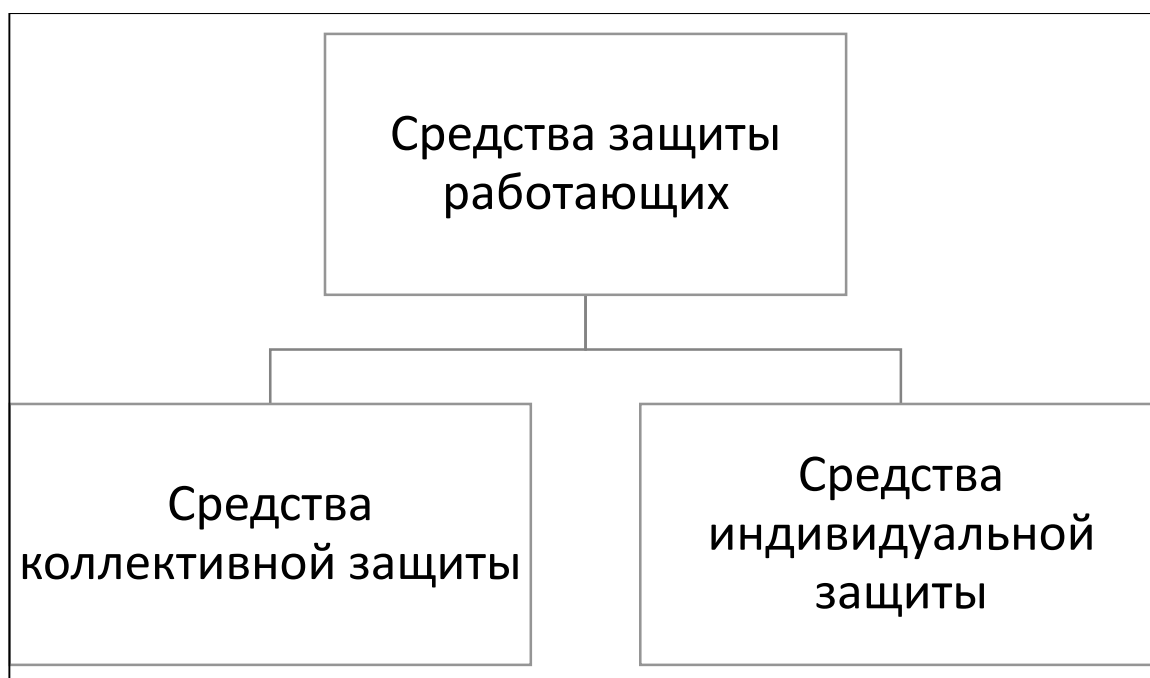 Средства защиты
работающих
Средства
коллективной защиты
Средства
индивидуальной
защиты